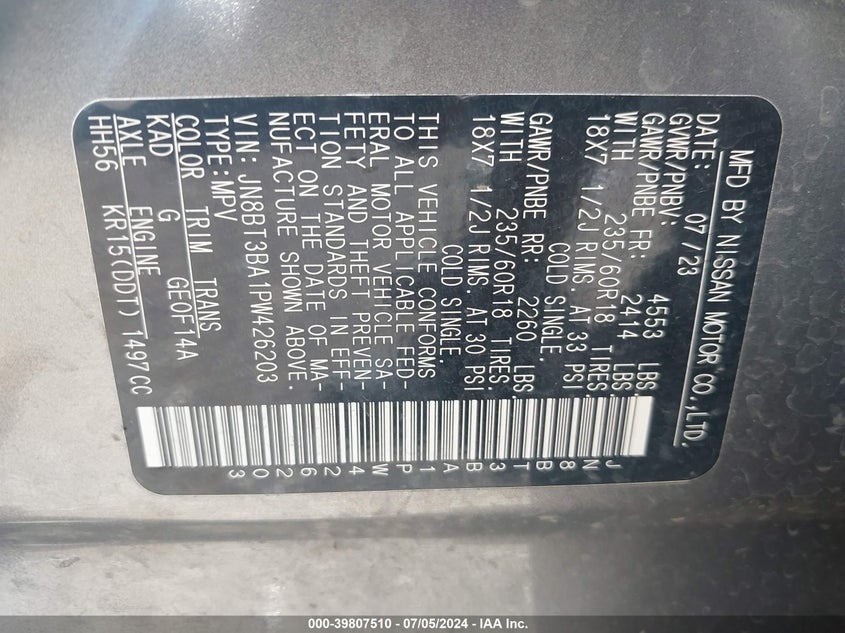 MFD BY NISSAN MOTOR CO.,LTD.
DATE: 07/23
GVWR/PNBV: 4553 LBS.
GAWR/PNBE FR: 2414 LBS.
WITH 235/60R18 TIRES
18X7 1/2J RIMS. AT 33 PSI
COLD SINGLE
GAWR/PNBE RR: 2260 LBS.
WITH 235/60R18 TIRES
18X7 1/2J RIMS. AT 30 PSI
COLD SINGLE
THIS VEHICLE CONFORMS
TO ALL APPLICABLE FED-
ERAL MOTOR VEHICLE SA-
FETY AND THEFT PREVEN-
TION STANDARDS IN EFF-
ECT ON THE DATE OF MA-
NUFACTURE SHOWN ABOVE.
VIN: JN8BT3BA1PW426203
TYPE:MPV
COLOR TRIM TRANS
KAD G GE0F14A
AXLE ENGINE
HH56 KR15(DDT) 1497CC
JN8BT3BA1PW426203
000-39807510 - 07/05/2024 - IAA Inc.